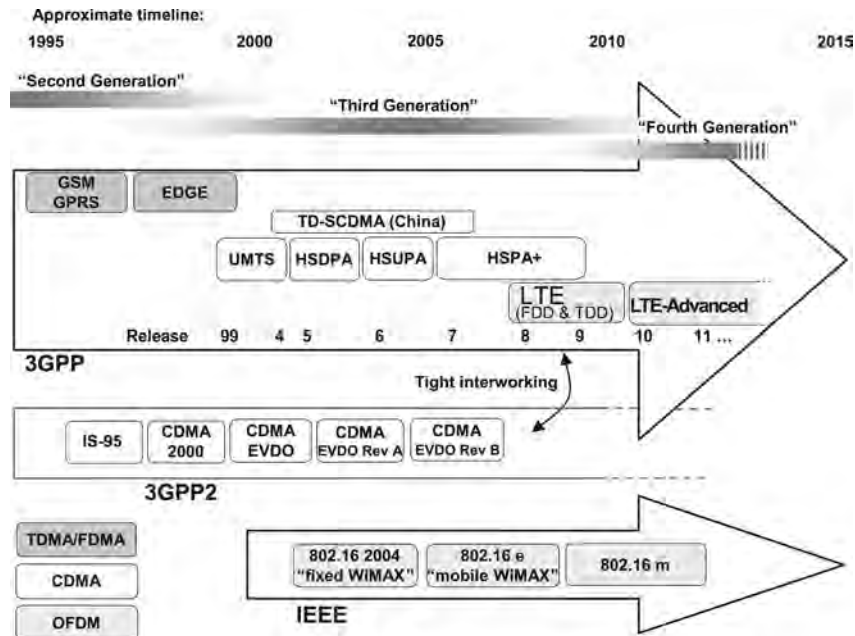 Approximate timeline:
1995 2000 2005 2010 2015
“Second Generation”
“Third Generation”
“Fourth Generation”
GSM
GPRS
EDGE
TD-SCDMA (China)
UMTS HSDPA HSUPA HSPA+
LTE
(FDD & TDD)
LTE-Advanced
Release 99 4 5 6 7 8 9 10 11 ...
3GPP
Tight interworking
IS-95
CDMA
2000
CDMA
EVDO
CDMA
EVDO Rev A
CDMA
EVDO Rev B
3GPP2
TDMA/FDMA
CDMA
OFDM
802.16 2004
“fixed WiMAX”
802.16 e
“mobile WiMAX”
802.16 m
IEEE